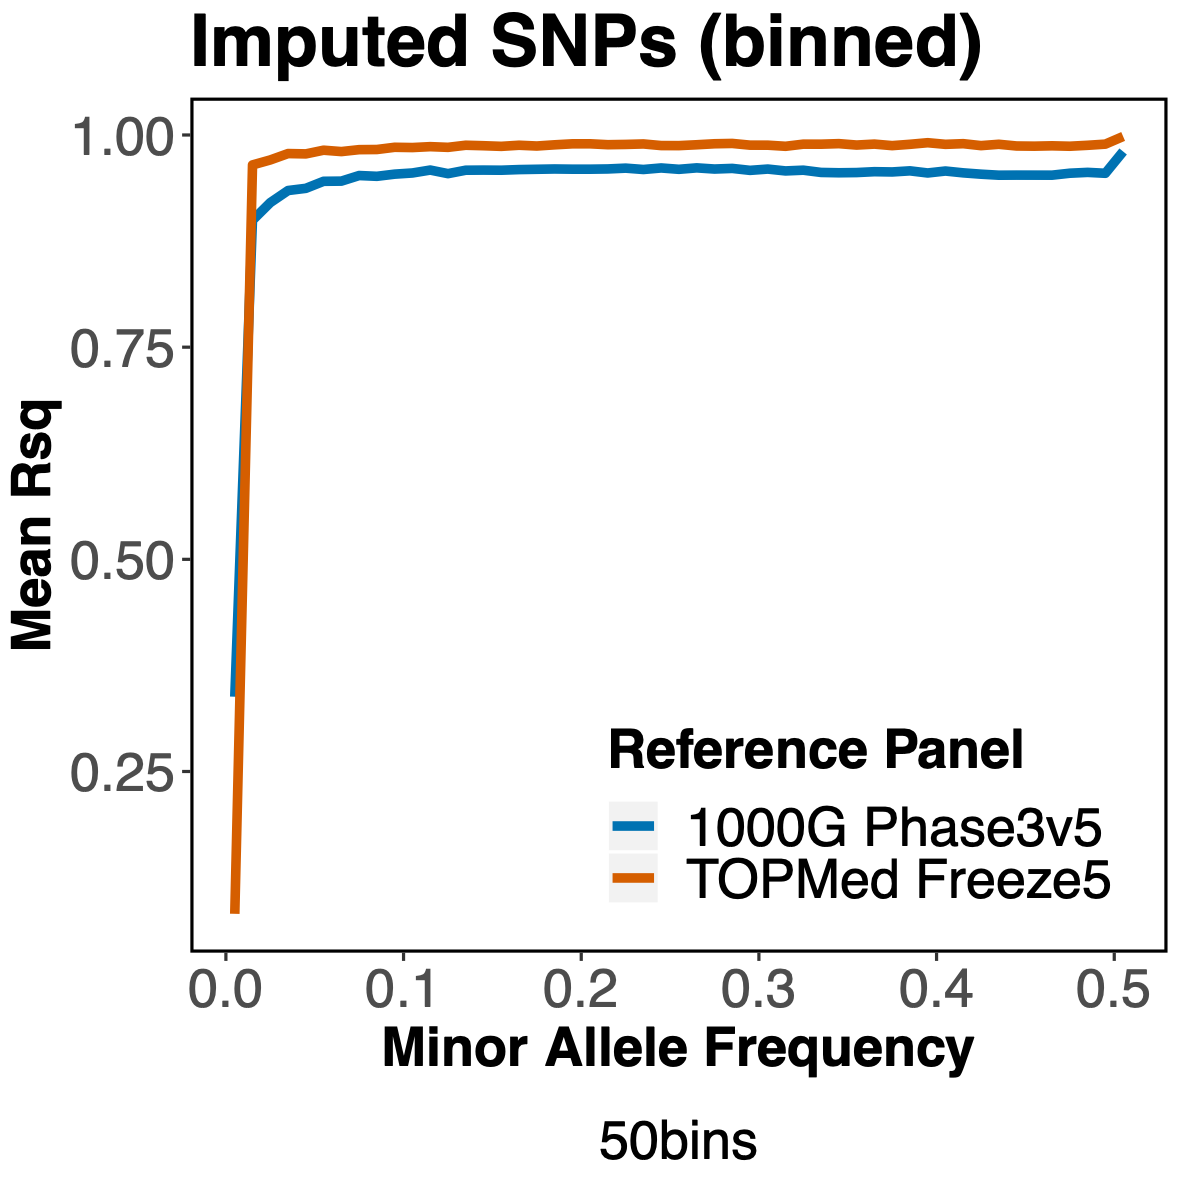 Imputed SNPs (binned)
1.00
0.75
0.50
0.25
Mean Rsq
Reference Panel
1000G Phase3v5
TOPMed Freeze5
0.0 0.1 0.2 0.3 0.4 0.5
Minor Allele Frequency
50bins